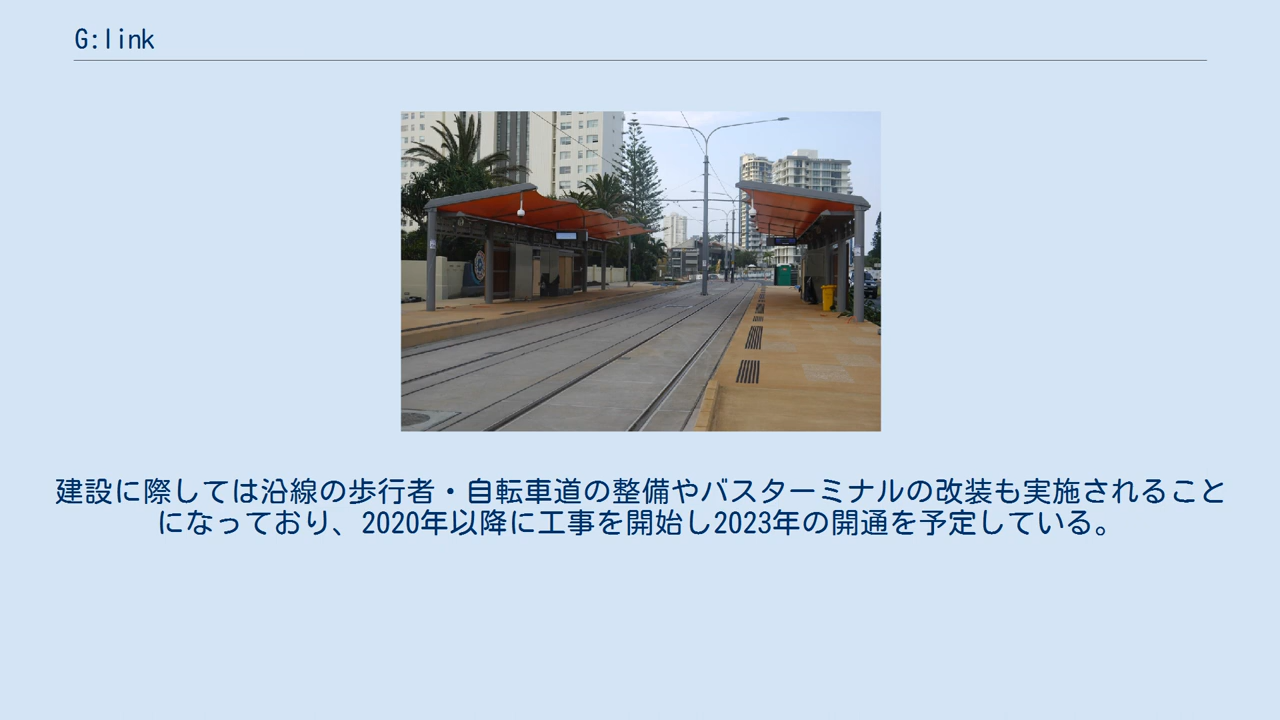 G:link
建設に際しては沿線の歩行者・自転車道の整備やバスターミナルの改装も実施されること
になっており、2020年以降に工事を開始し2023年の開通を予定している。